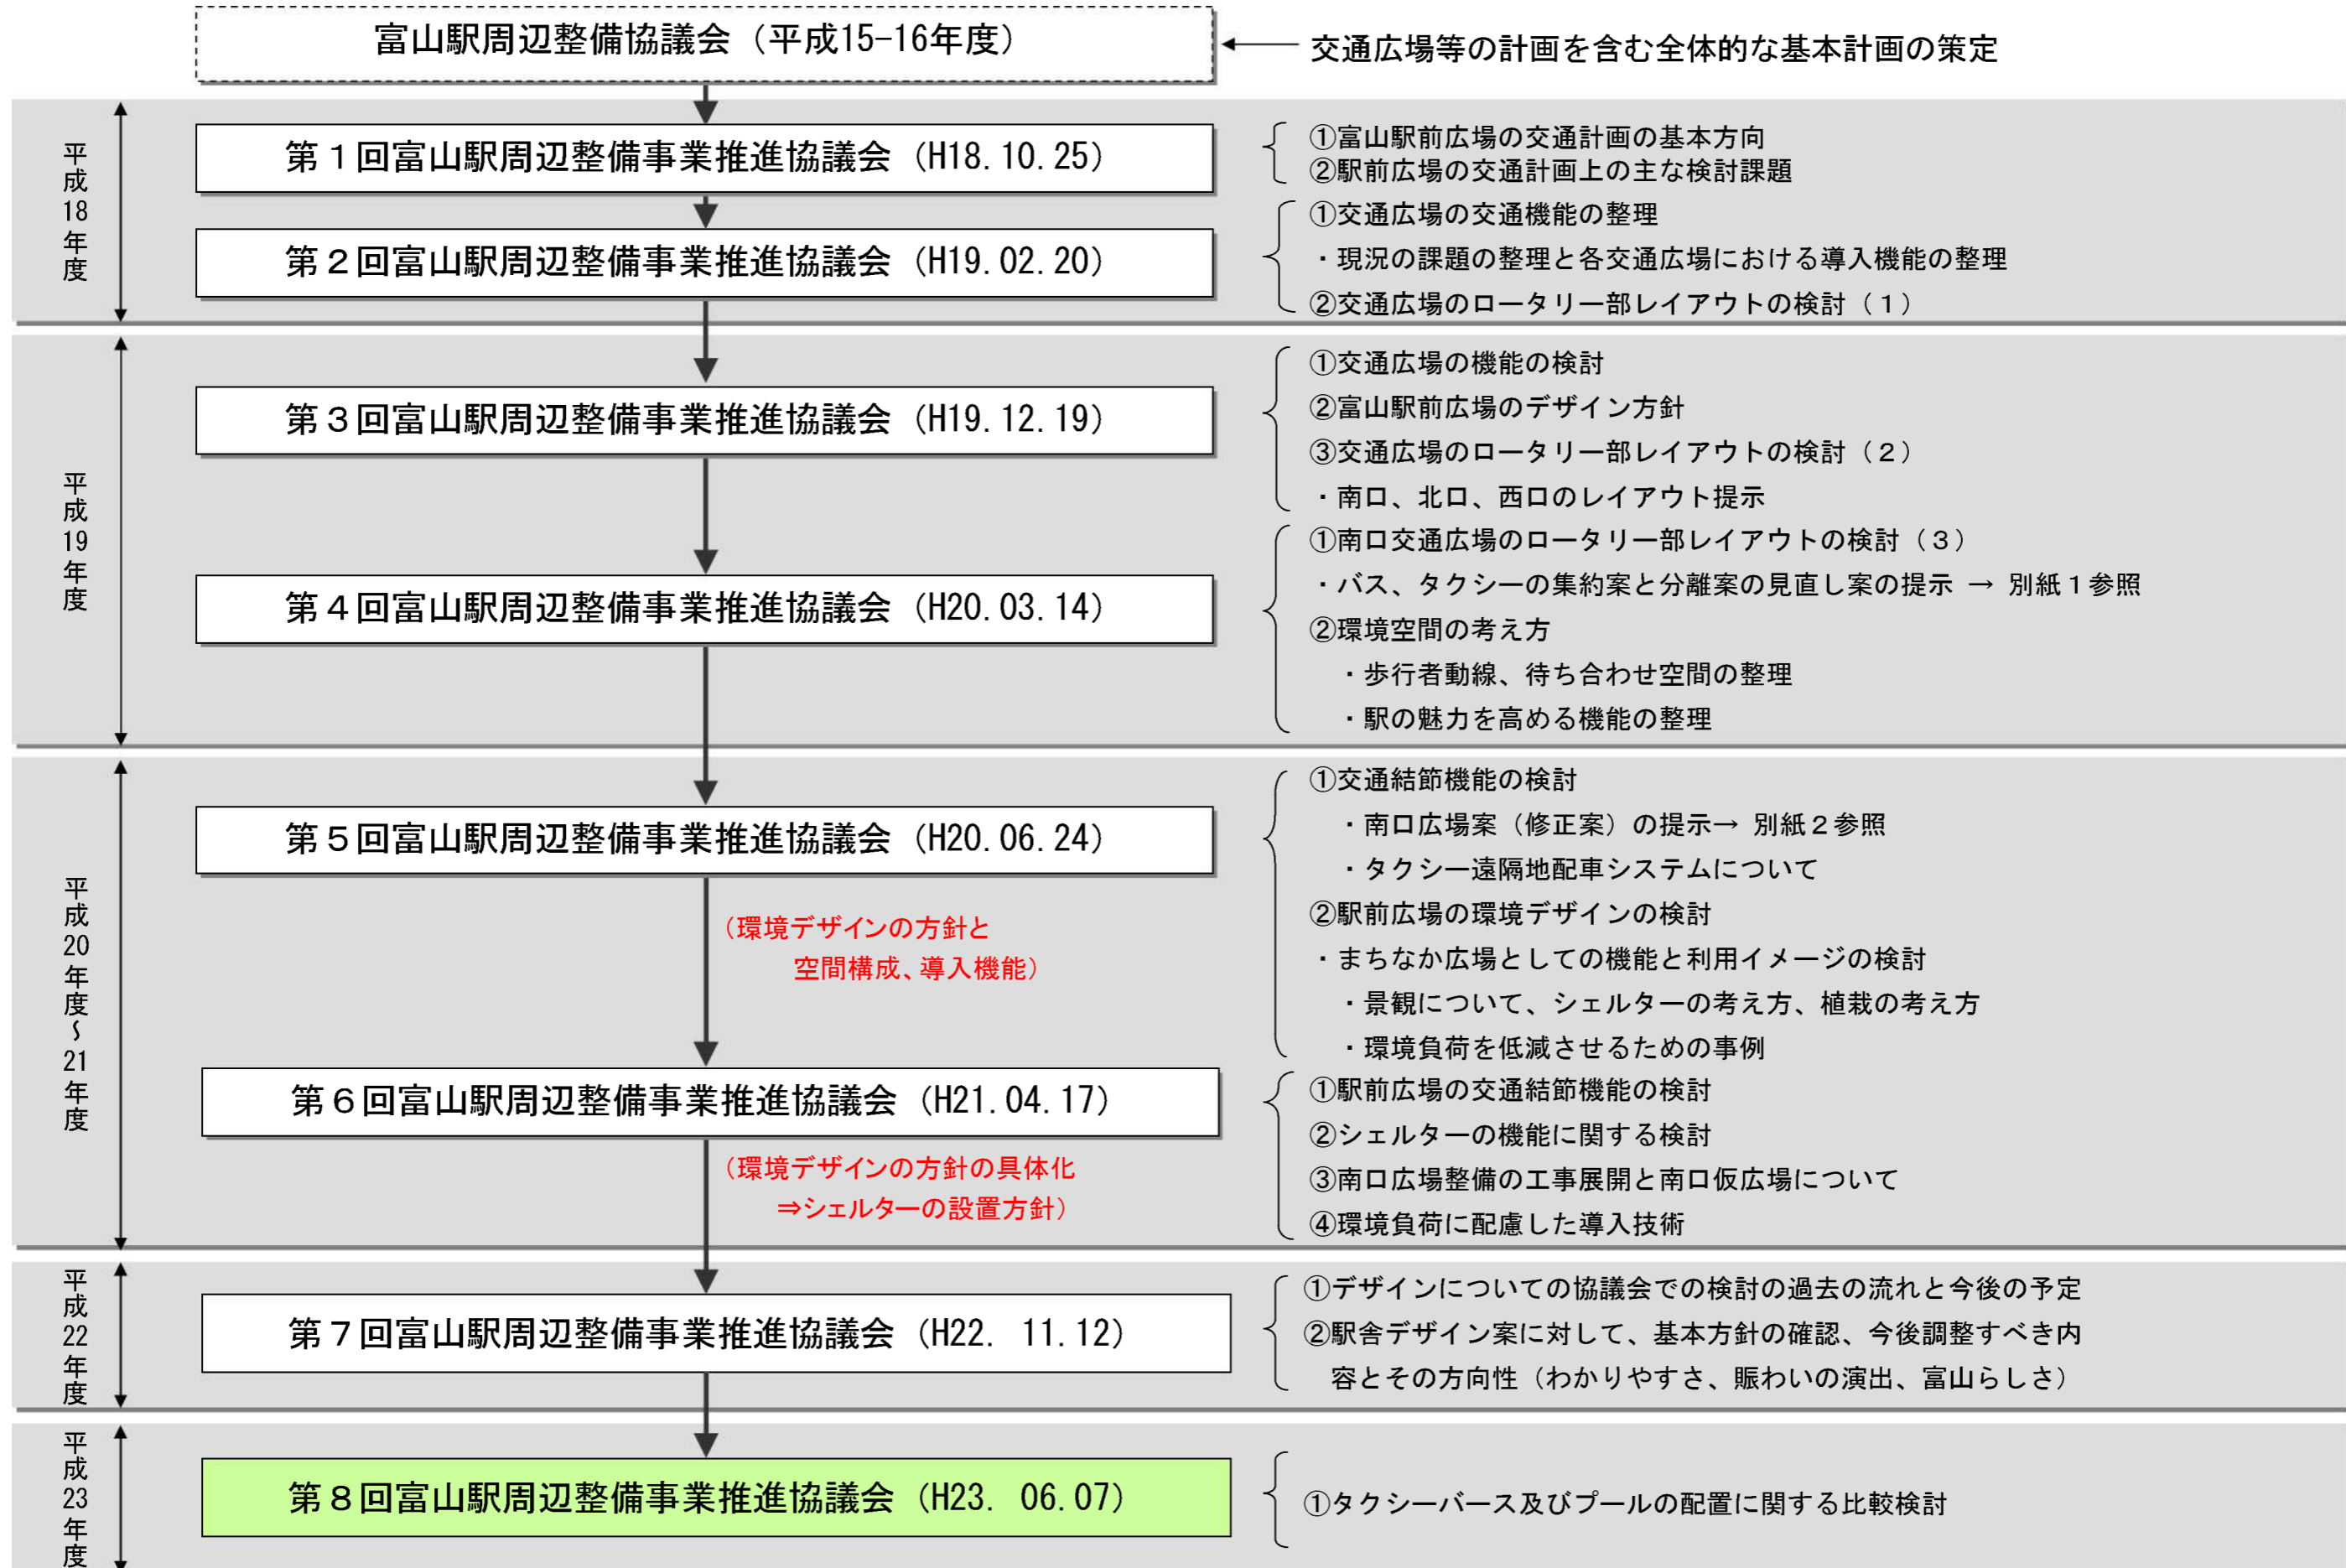 富山駅周辺整備協議会（平成15-16年度）
交通広場等の計画を含む全体的な基本計画の策定
平成18年度
第１回富山駅周辺整備事業推進協議会（H18.10.25）
①富山駅前広場の交通計画の基本方向
②駅前広場の交通計画上の主な検討課題
第２回富山駅周辺整備事業推進協議会（H19.02.20）
①交通広場の交通機能の整理
・現況の課題の整理と各交通広場における導入機能の整理
②交通広場のロータリー部レイアウトの検討（１）
平成19年度
第３回富山駅周辺整備事業推進協議会（H19.12.19）
①交通広場の機能の検討
②富山駅前広場のデザイン方針
③交通広場のロータリー部レイアウトの検討（２）
・南口、北口、西口のレイアウト提示
第４回富山駅周辺整備事業推進協議会（H20.03.14）
①南口交通広場のロータリー部レイアウトの検討（３）
・バス、タクシーの集約案と分離案の見直し案の提示 → 別紙１参照
②環境空間の考え方
・歩行者動線、待ち合わせ空間の整理
・駅の魅力を高める機能の整理
平成20年度～21年度
第５回富山駅周辺整備事業推進協議会（H20.06.24）
①交通結節機能の検討
・南口広場案（修正案）の提示→ 別紙２参照
・タクシー遠隔地配車システムについて
②駅前広場の環境デザインの検討
・まちなか広場としての機能と利用イメージの検討
・景観について、シェルターの考え方、植栽の考え方
・環境負荷を低減させるための事例
（環境デザインの方針と
空間構成、導入機能）
第６回富山駅周辺整備事業推進協議会（H21.04.17）
①駅前広場の交通結節機能の検討
②シェルターの機能に関する検討
③南口広場整備の工事展開と南口仮広場について
④環境負荷に配慮した導入技術
（環境デザインの方針の具体化
⇒シェルターの設置方針）
平成22年度
第７回富山駅周辺整備事業推進協議会（H22. 11.12）
①デザインについての協議会での検討の過去の流れと今後の予定
②駅舎デザイン案に対して、基本方針の確認、今後調整すべき内
容とその方向性（わかりやすさ、賑わいの演出、富山らしさ）
平成23年度
第８回富山駅周辺整備事業推進協議会（H23. 06.07）
①タクシーバース及びプールの配置に関する比較検討